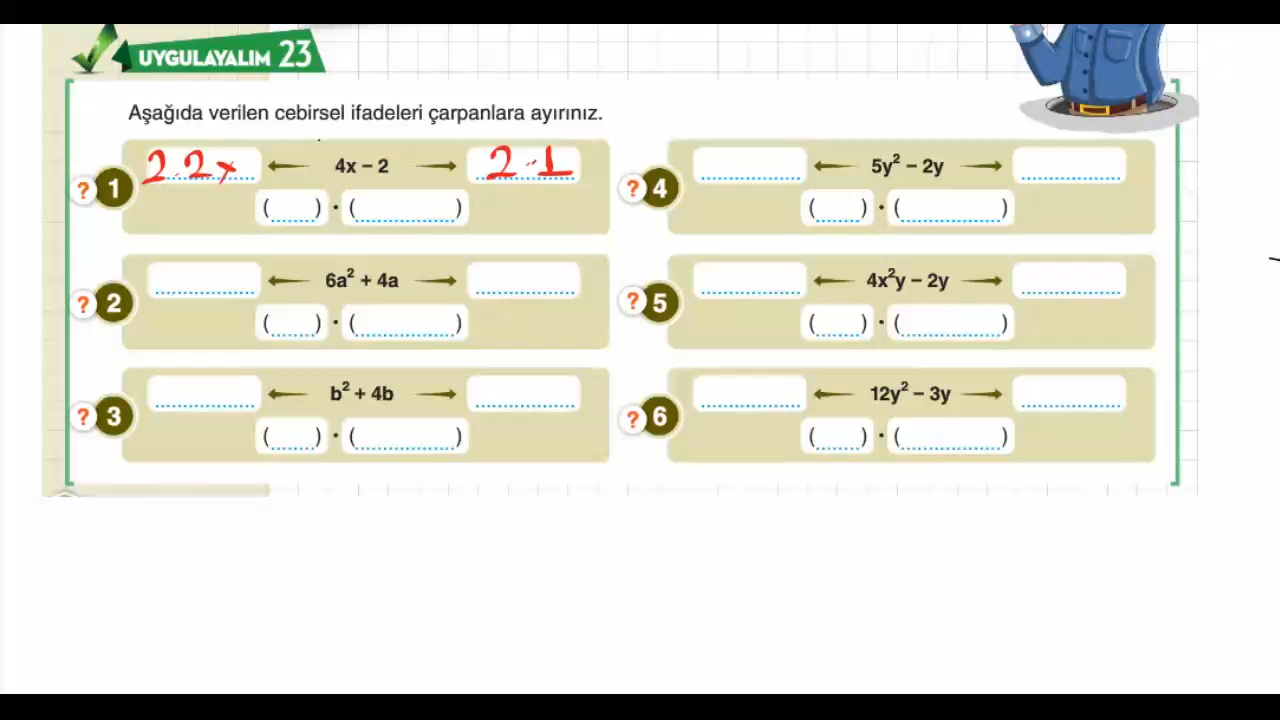 UYGULAYALIM 23
Aşağıda verilen cebirsel ifadeleri çarpanlara ayırınız.
? 1 2.2x ← 4x – 2 → 2.1
(......) · (..............)
? 2 .............. ← 6a² + 4a → ..............
(......) · (..............)
? 3 .............. ← b² + 4b → ..............
(......) · (..............)
? 4 .............. ← 5y² – 2y → ..............
(......) · (..............)
? 5 .............. ← 4x²y – 2y → ..............
(......) · (..............)
? 6 .............. ← 12y² – 3y → ..............
(......) · (..............)